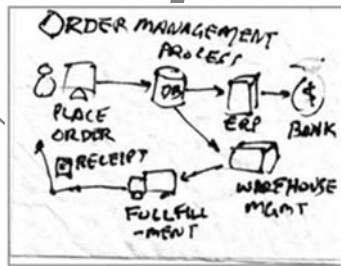 ORDER MANAGEMENT
PROCESS
DB
$
PLACE
ORDER
ERP
BANK
RECEIPT
WAREHOUSE
MGMT
FULLFILL
-MENT